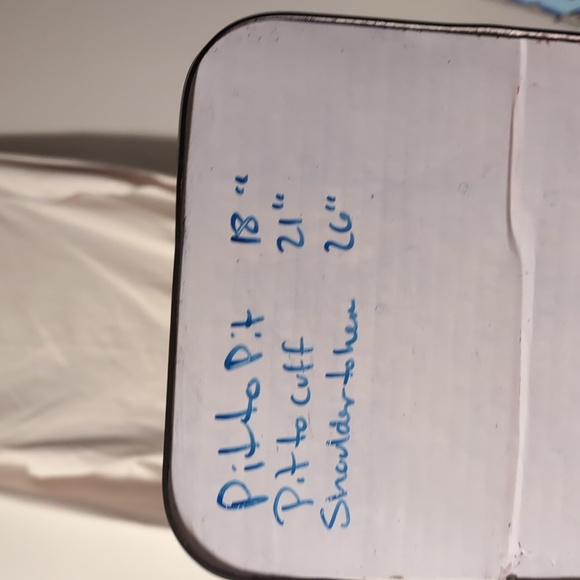 Pit to Pit 18"
Pit to cuff 21"
Shoulder to hem 26"